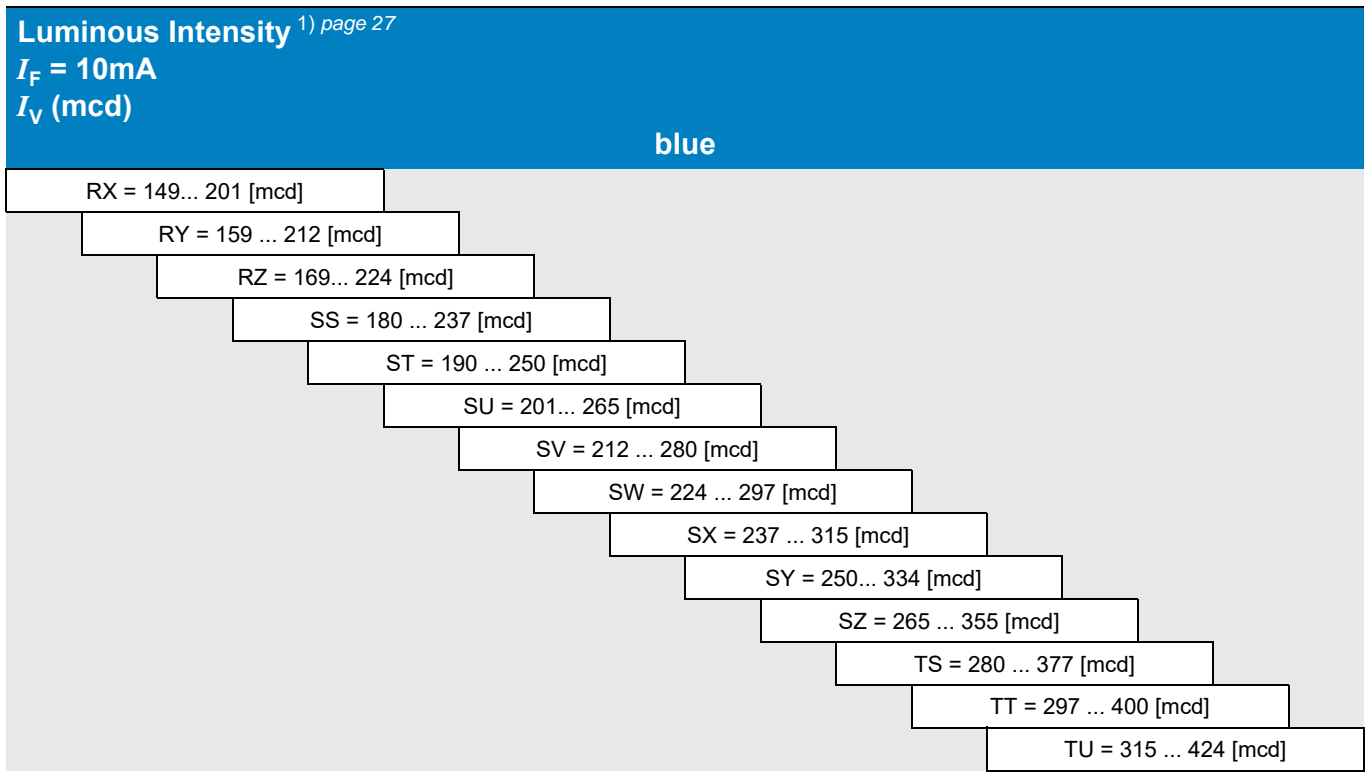 Luminous Intensity 1) page 27
IF = 10mA
IV (mcd)
blue
RX = 149... 201 [mcd]
RY = 159 ... 212 [mcd]
RZ = 169... 224 [mcd]
SS = 180 ... 237 [mcd]
ST = 190 ... 250 [mcd]
SU = 201... 265 [mcd]
SV = 212 ... 280 [mcd]
SW = 224 ... 297 [mcd]
SX = 237 ... 315 [mcd]
SY = 250... 334 [mcd]
SZ = 265 ... 355 [mcd]
TS = 280 ... 377 [mcd]
TT = 297 ... 400 [mcd]
TU = 315 ... 424 [mcd]